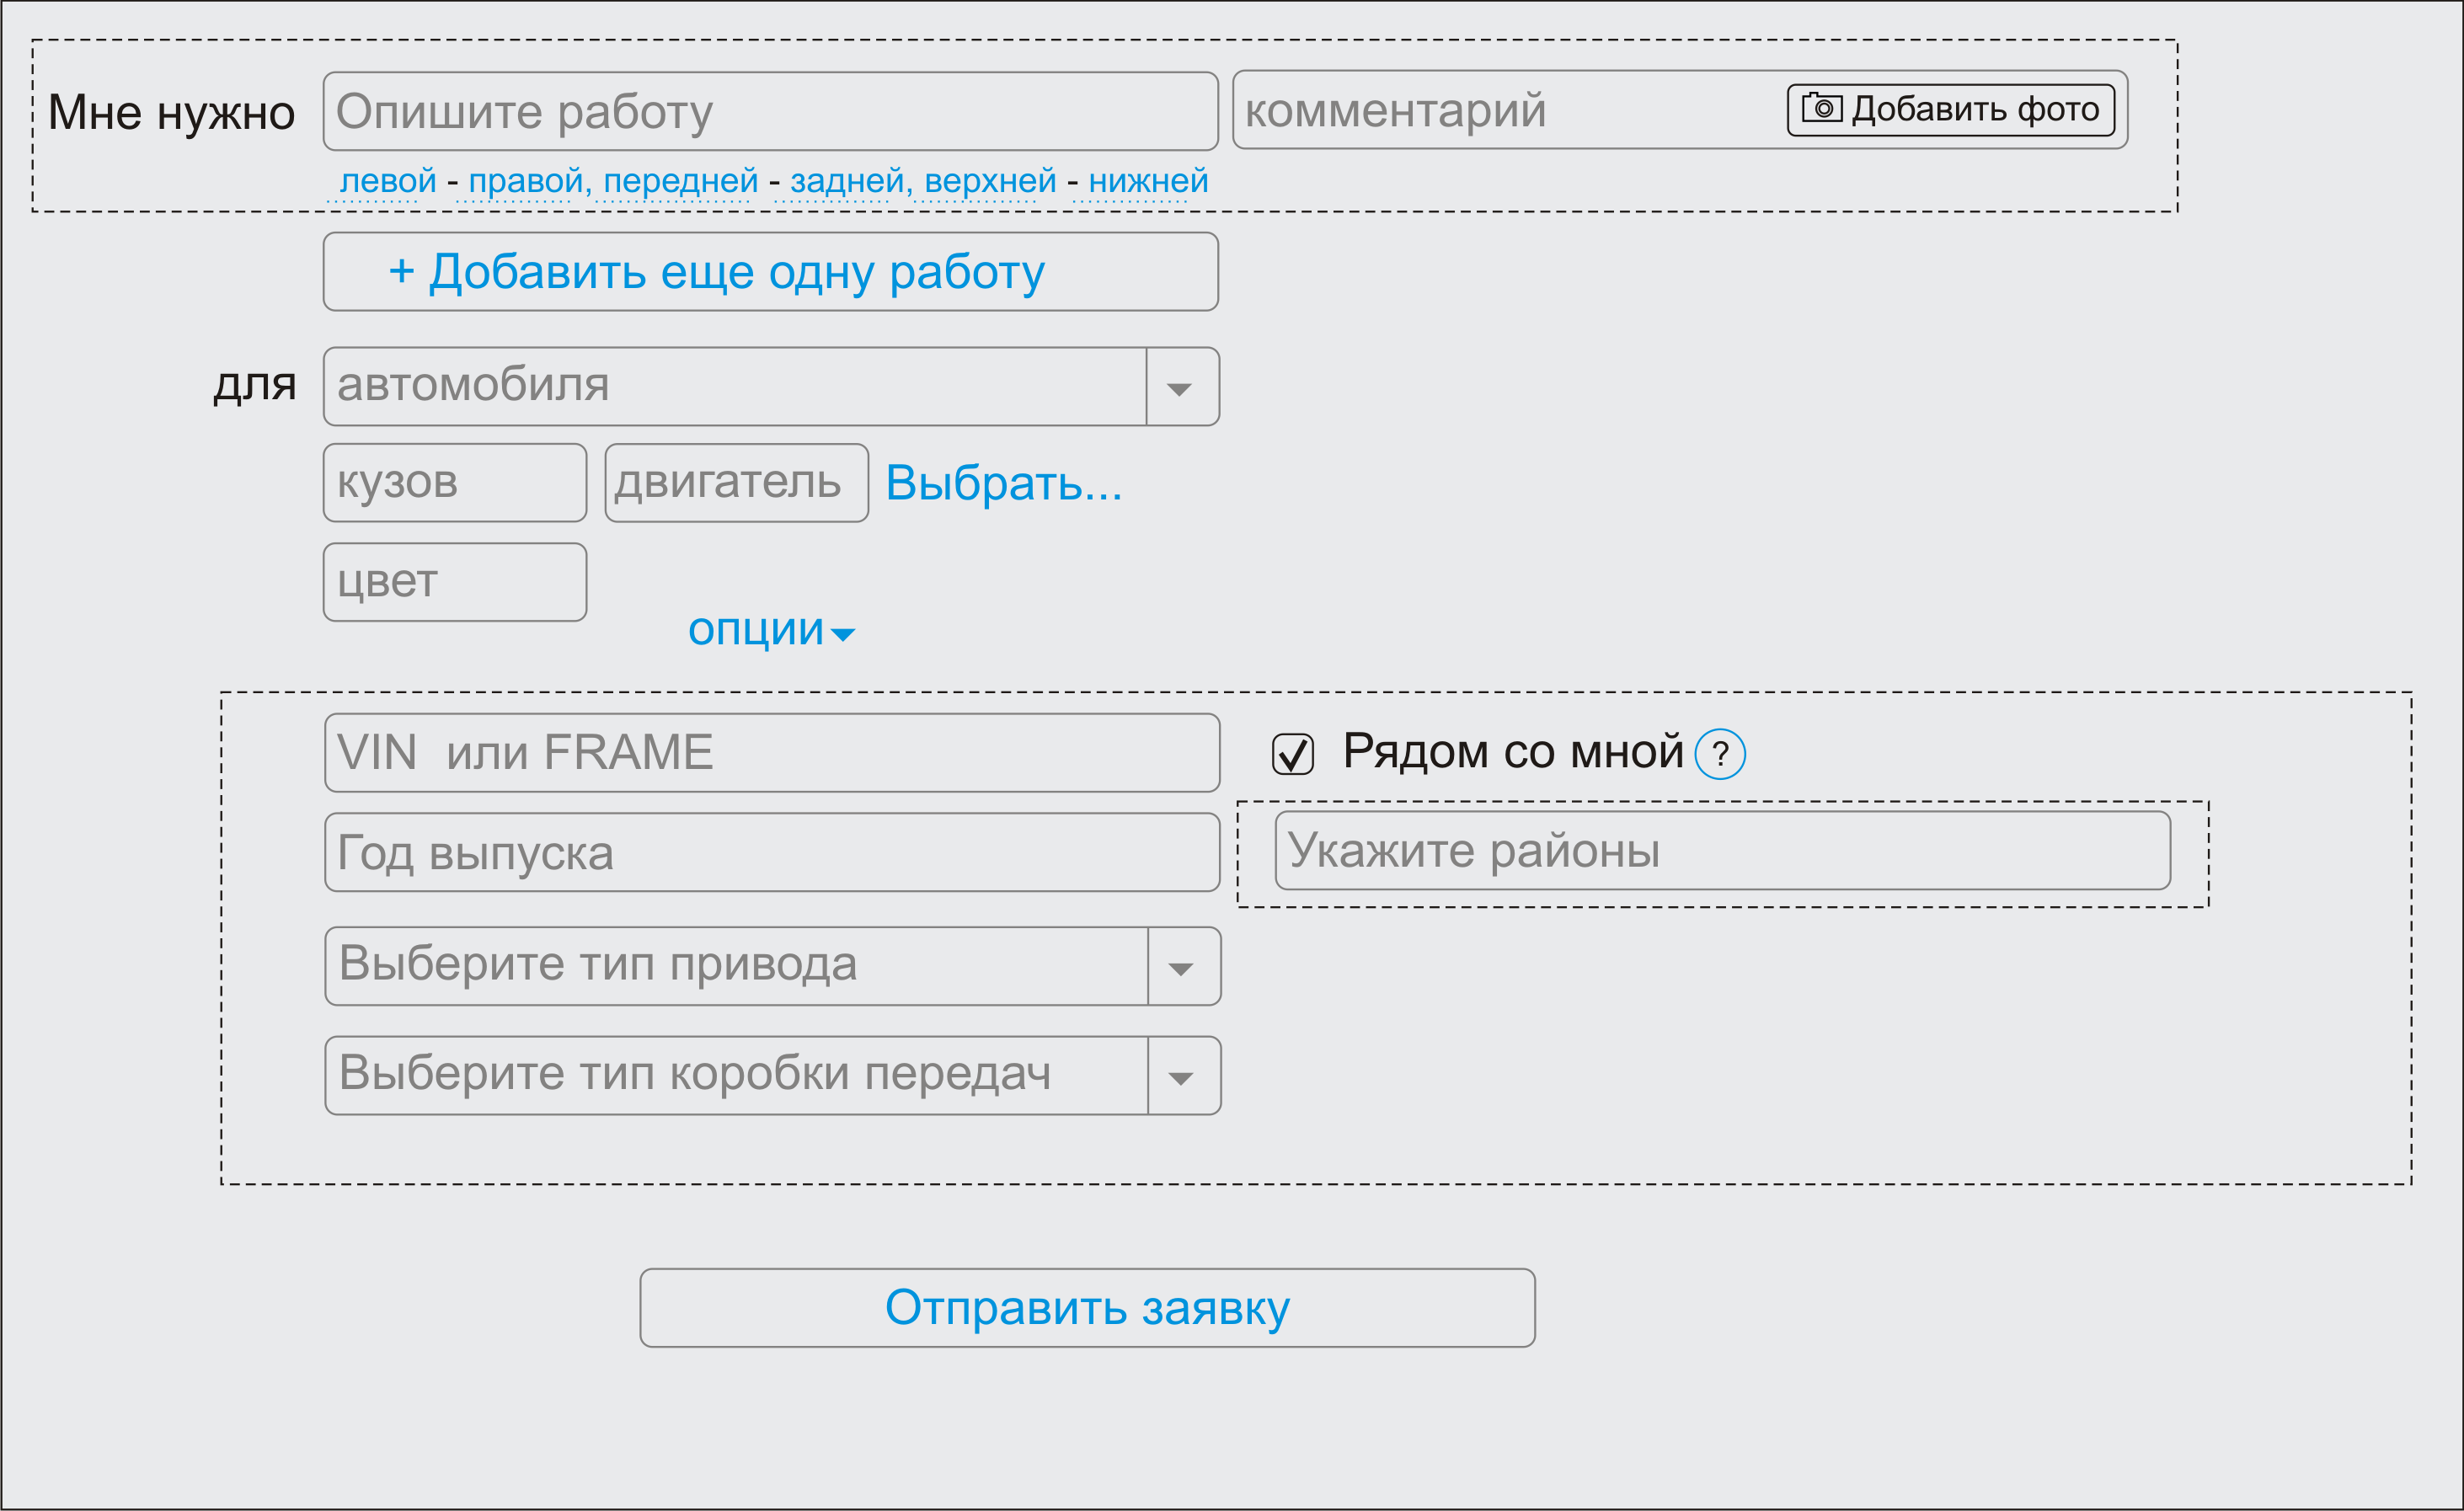 Мне нужно Опишите работу комментарий Добавить фото
левой - правой, передней - задней, верхней - нижней
+ Добавить еще одну работу
для автомобиля
кузов двигатель Выбрать...
цвет
опции
VIN или FRAME Рядом со мной ?
Год выпуска Укажите районы
Выберите тип привода
Выберите тип коробки передач
Отправить заявку